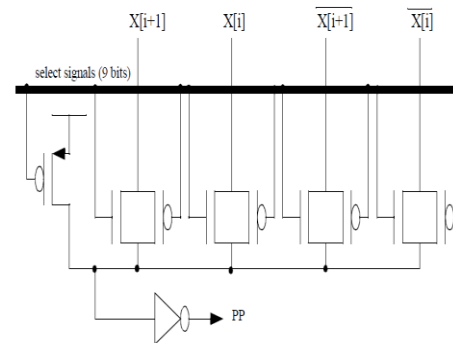 X[i+1] X[i] X[i+1] X[i]
select signals (9 bits)
PP